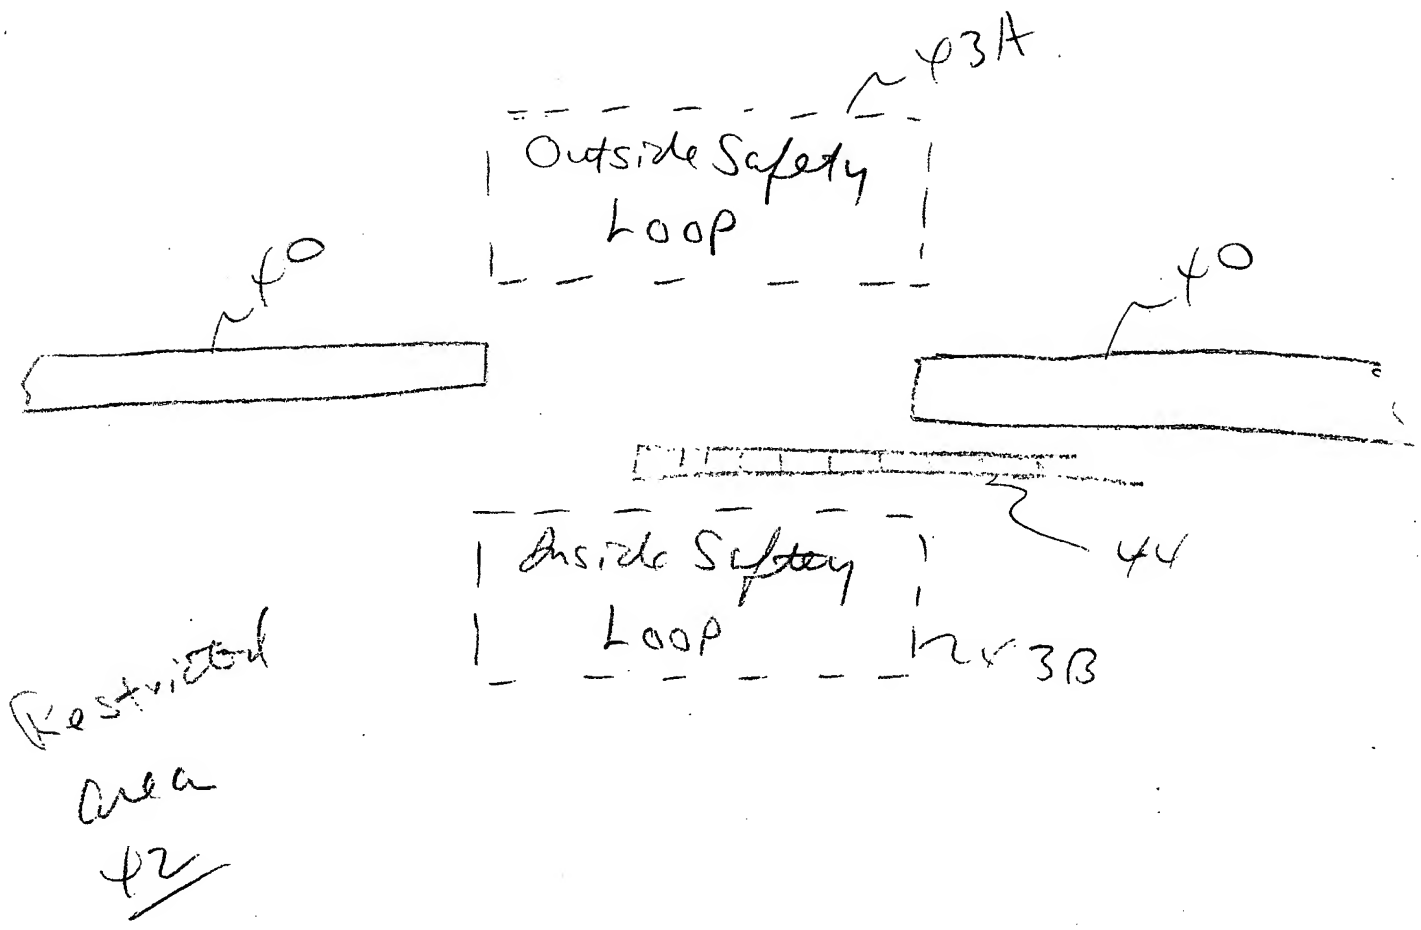 43A
Outside Safety
Loop
40
40
44
Inside Safety
Loop
43B
Restricted
area
42